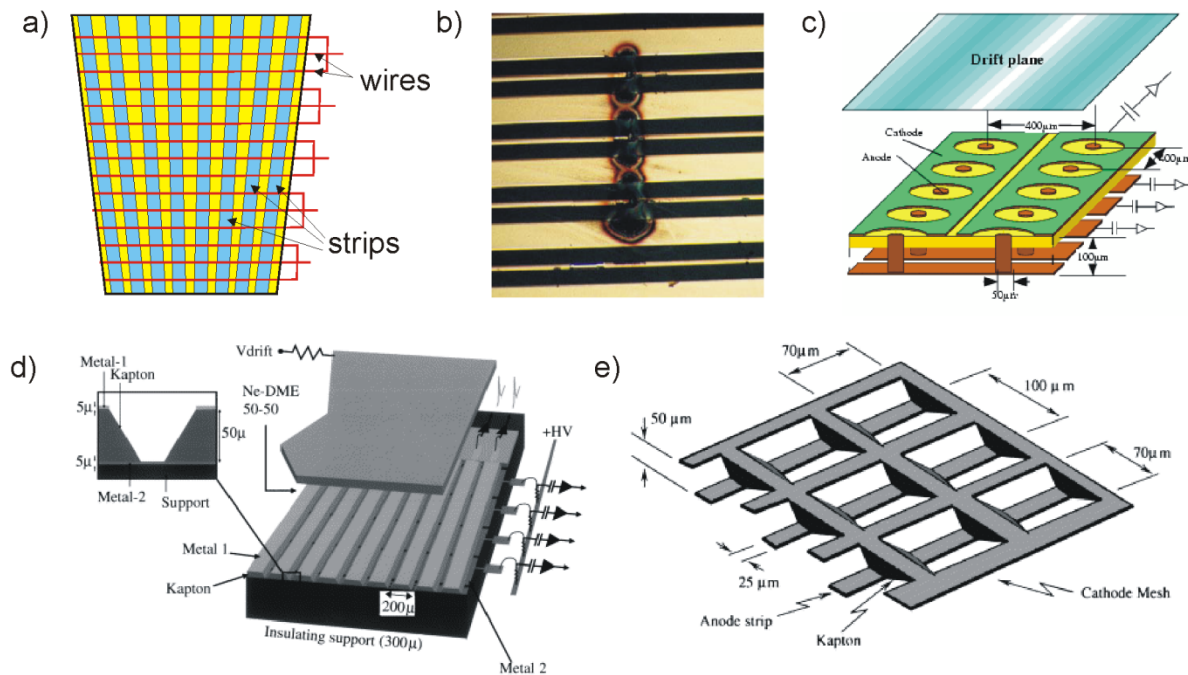 a)
wires
strips
b)
c)
Drift plane
400μm
Cathode
Anode
400μm
100μm
50μm
d)
Metal-1
Kapton
5μ
50μ
5μ
Metal-2
Support
Vdrift
Ne-DME
50-50
+HV
Metal 1
Kapton
200μ
Insulating support (300μ)
Metal 2
e)
70μm
100 μm
50 μm
70μm
25 μm
Anode strip
Kapton
Cathode Mesh